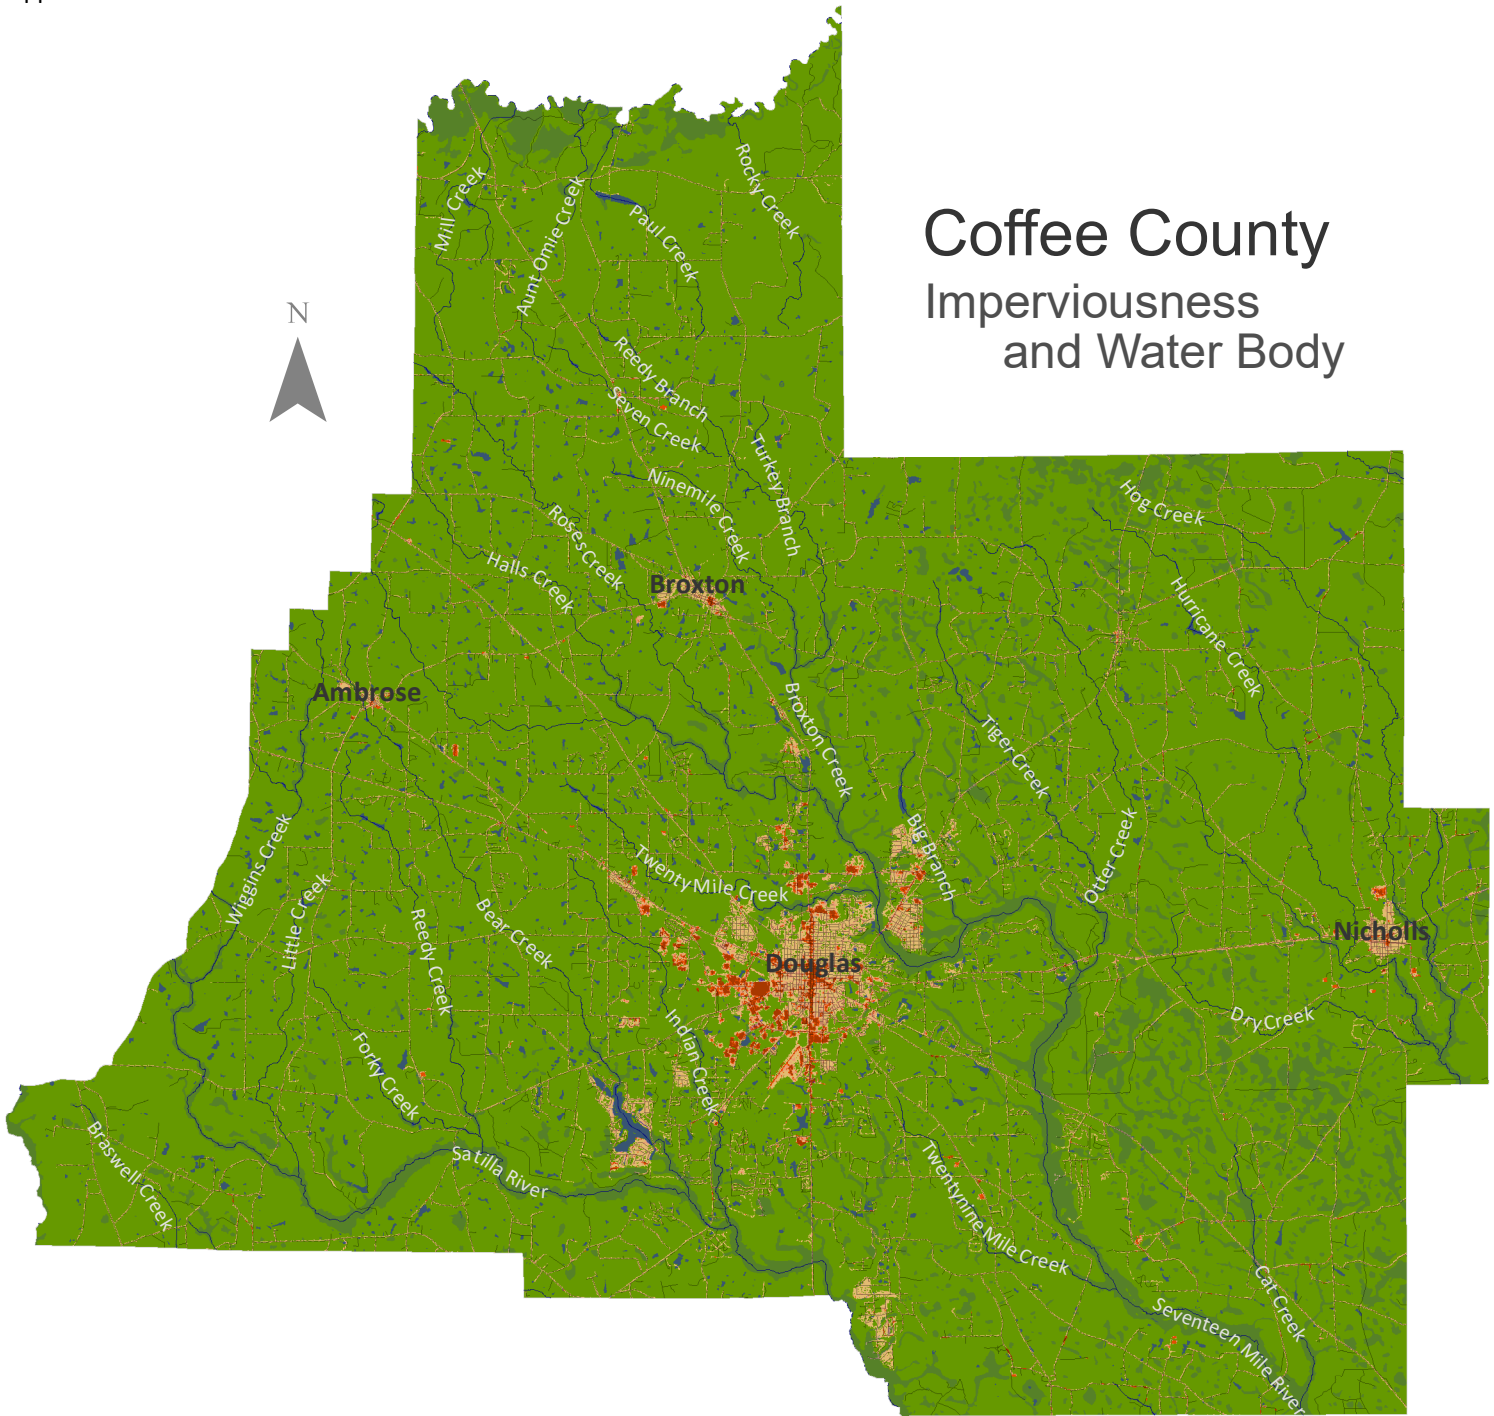 Coffee County
Imperviousness
and Water Body
N
Mill Creek
Aunt Omie Creek
Paul Creek
Rocky Creek
Reedy Branch
Seven Creek
Turkey Branch
Ninemile Creek
Roses Creek
Halls Creek
Broxton
Hog Creek
Hurricane Creek
Ambrose
Broxton Creek
Tiger Creek
Big Branch
Otter Creek
Wiggins Creek
Little Creek
Reedy Creek
Bear Creek
Twenty Mile Creek
Douglas
Nicholls
Dry Creek
Indian Creek
Forky Creek
Braswell Creek
Satilla River
Twentynine Mile Creek
Seventeen Mile River
Cat Creek